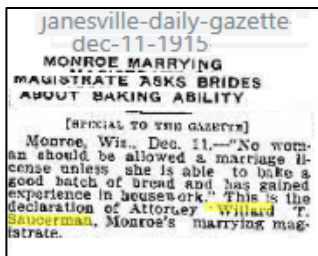 janesville-daily-gazette
dec-11-1915
MONROE MARRYING
MAGISTRATE ASKS BRIDES
ABOUT BAKING ABILITY
[SPECIAL TO THE GAZETTE]
Monroe, Wis., Dec. 11.—"No wom-
an should be allowed a marriage li-
cense unless she is able to bake a
good batch of bread and has gained
experience in housework." This is the
declaration of Attorney Willard T.
Saucerman, Monroe's marrying mag-
istrate.